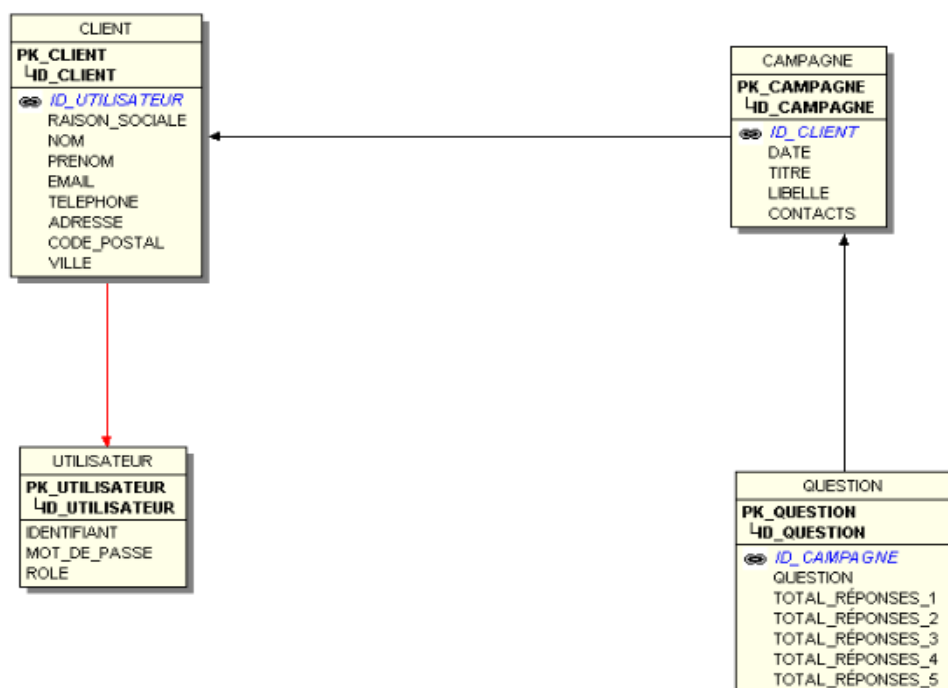 CLIENT
PK_CLIENT
ID_CLIENT
ID_UTILISATEUR
RAISON_SOCIALE
NOM
PRENOM
EMAIL
TELEPHONE
ADRESSE
CODE_POSTAL
VILLE
CAMPAGNE
PK_CAMPAGNE
ID_CAMPAGNE
ID_CLIENT
DATE
TITRE
LIBELLE
CONTACTS
UTILISATEUR
PK_UTILISATEUR
ID_UTILISATEUR
IDENTIFIANT
MOT_DE_PASSE
ROLE
QUESTION
PK_QUESTION
ID_QUESTION
ID_CAMPAGNE
QUESTION
TOTAL_RÉPONSES_1
TOTAL_RÉPONSES_2
TOTAL_RÉPONSES_3
TOTAL_RÉPONSES_4
TOTAL_RÉPONSES_5